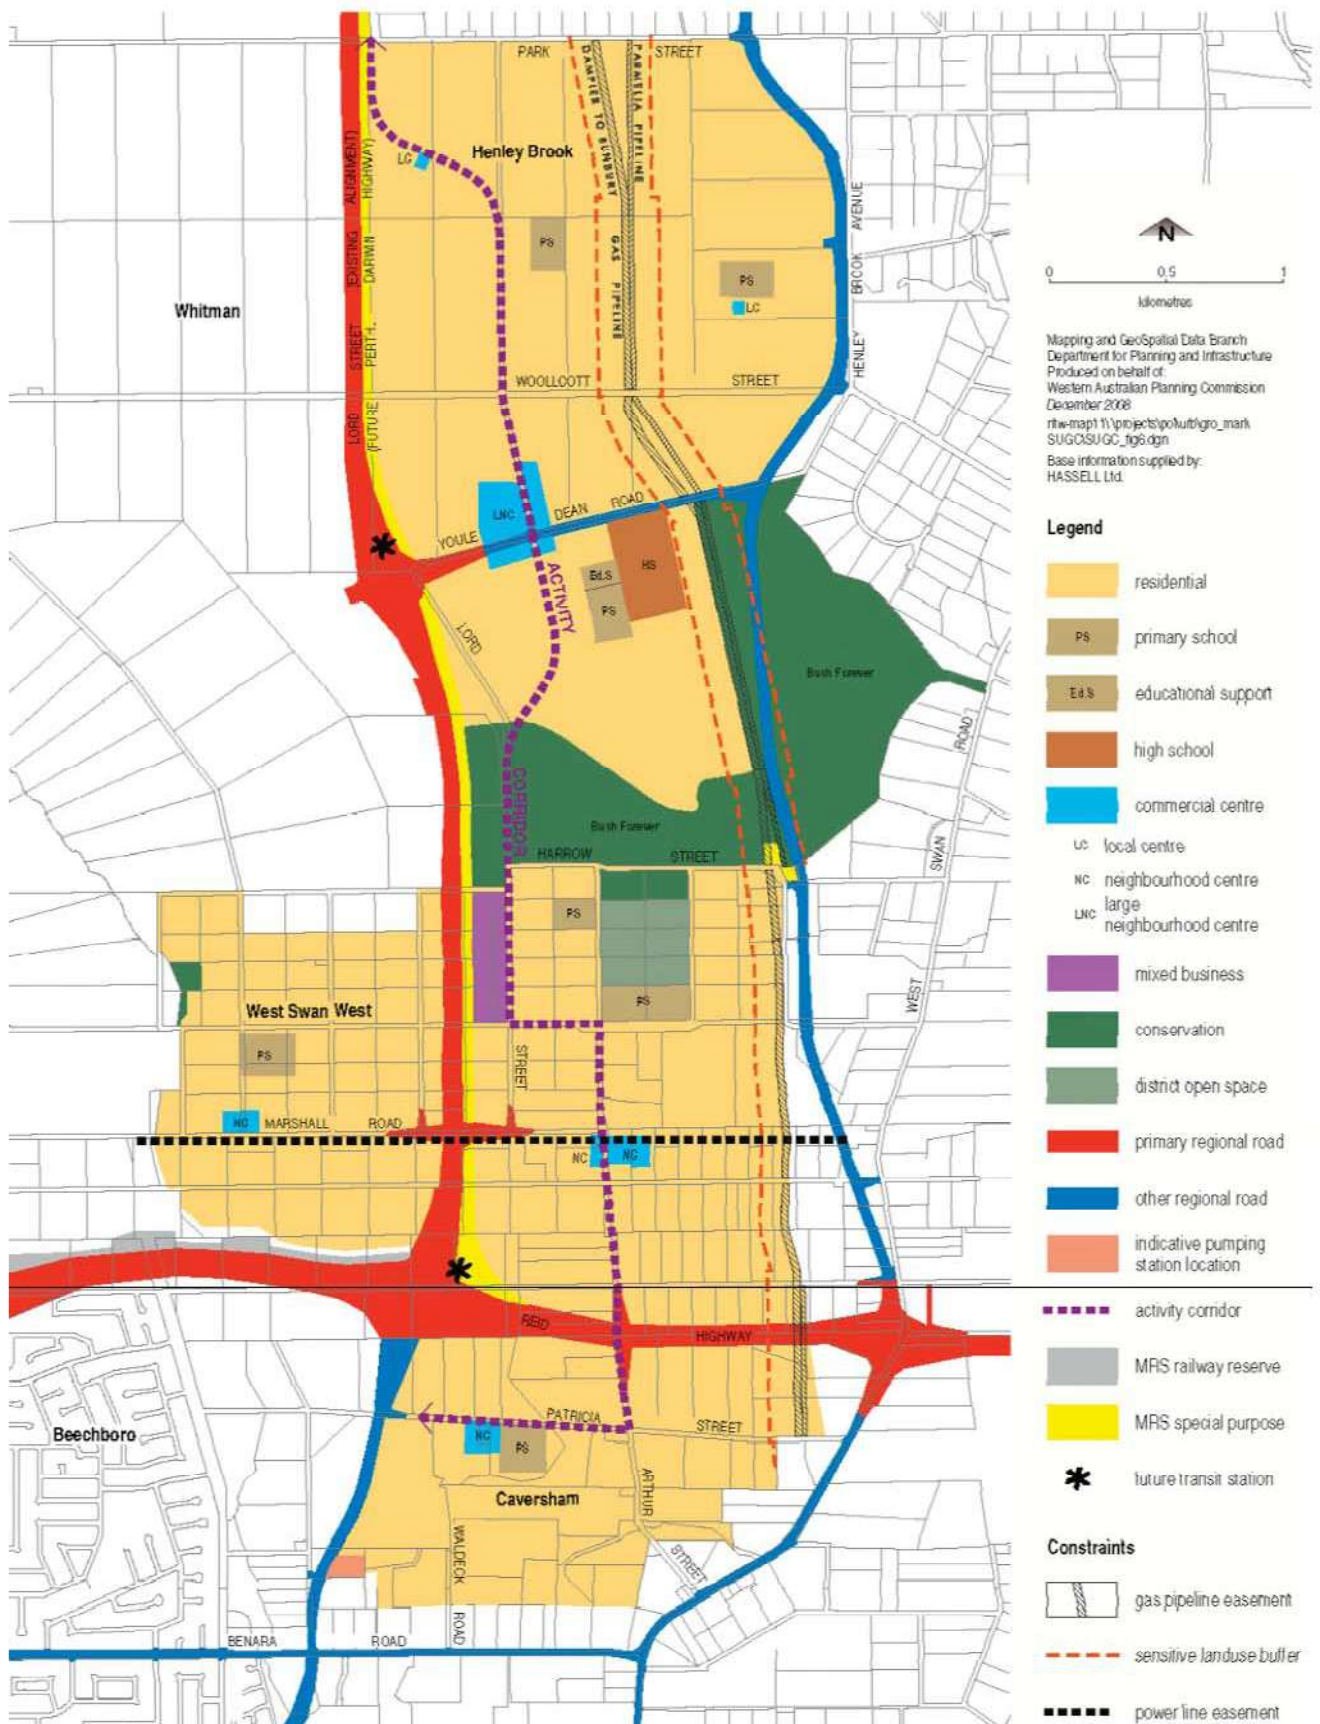 PARK STREET
DAMPIER TO BUNBURY
PARMELIA PIPELINE
GAS PIPELINE
Henley Brook
LC
PS
PS
LC
LORD STREET (EXISTING ALIGNMENT)
(FUTURE PERTH - DARWIN HIGHWAY)
HENLEY BROOK AVENUE
Whitman
WOOLLCOTT STREET
LNC
YOULE DEAN ROAD
HS
Ed.S
PS
ACTIVITY
LORD
Bush Forever
CORRIDOR
Bush Forever
HARROW STREET
WEST SWAN ROAD
PS
PS
West Swan West
PS
STREET
NC
MARSHALL ROAD
NC
NC
REID HIGHWAY
PATRICIA STREET
NC
PS
Beechboro
Caversham
ARTHUR STREET
WALDECK ROAD
BENARA ROAD
N
0 0.5 1
kilometres
Mapping and GeoSpatial Data Branch
Department for Planning and Infrastructure
Produced on behalf of:
Western Australian Planning Commission
December 2008
Base information supplied by:
HASSELL Ltd.
Legend
residential
PS primary school
Ed.S educational support
high school
commercial centre
LC local centre
NC neighbourhood centre
LNC large
neighbourhood centre
mixed business
conservation
district open space
primary regional road
other regional road
indicative pumping
station location
activity corridor
MRS railway reserve
MRS special purpose
future transit station
Constraints
gas pipeline easement
sensitive landuse buffer
power line easement